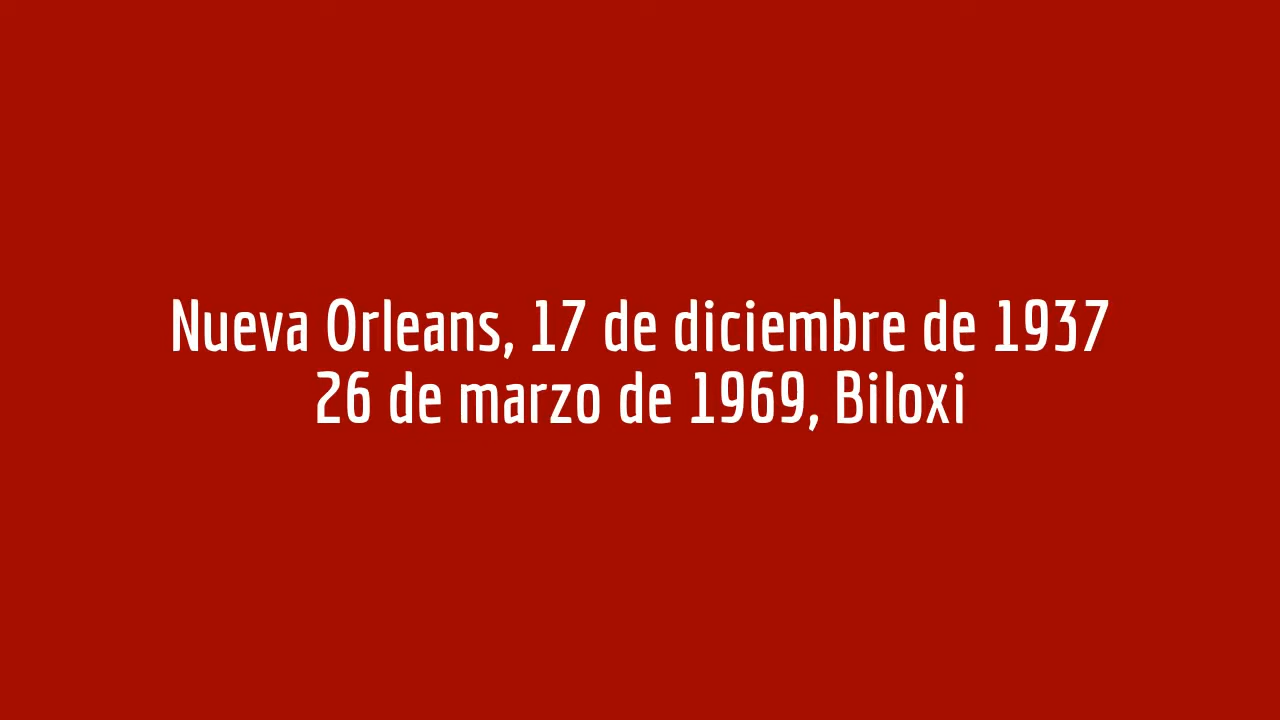 Nueva Orleans, 17 de diciembre de 1937
26 de marzo de 1969, Biloxi